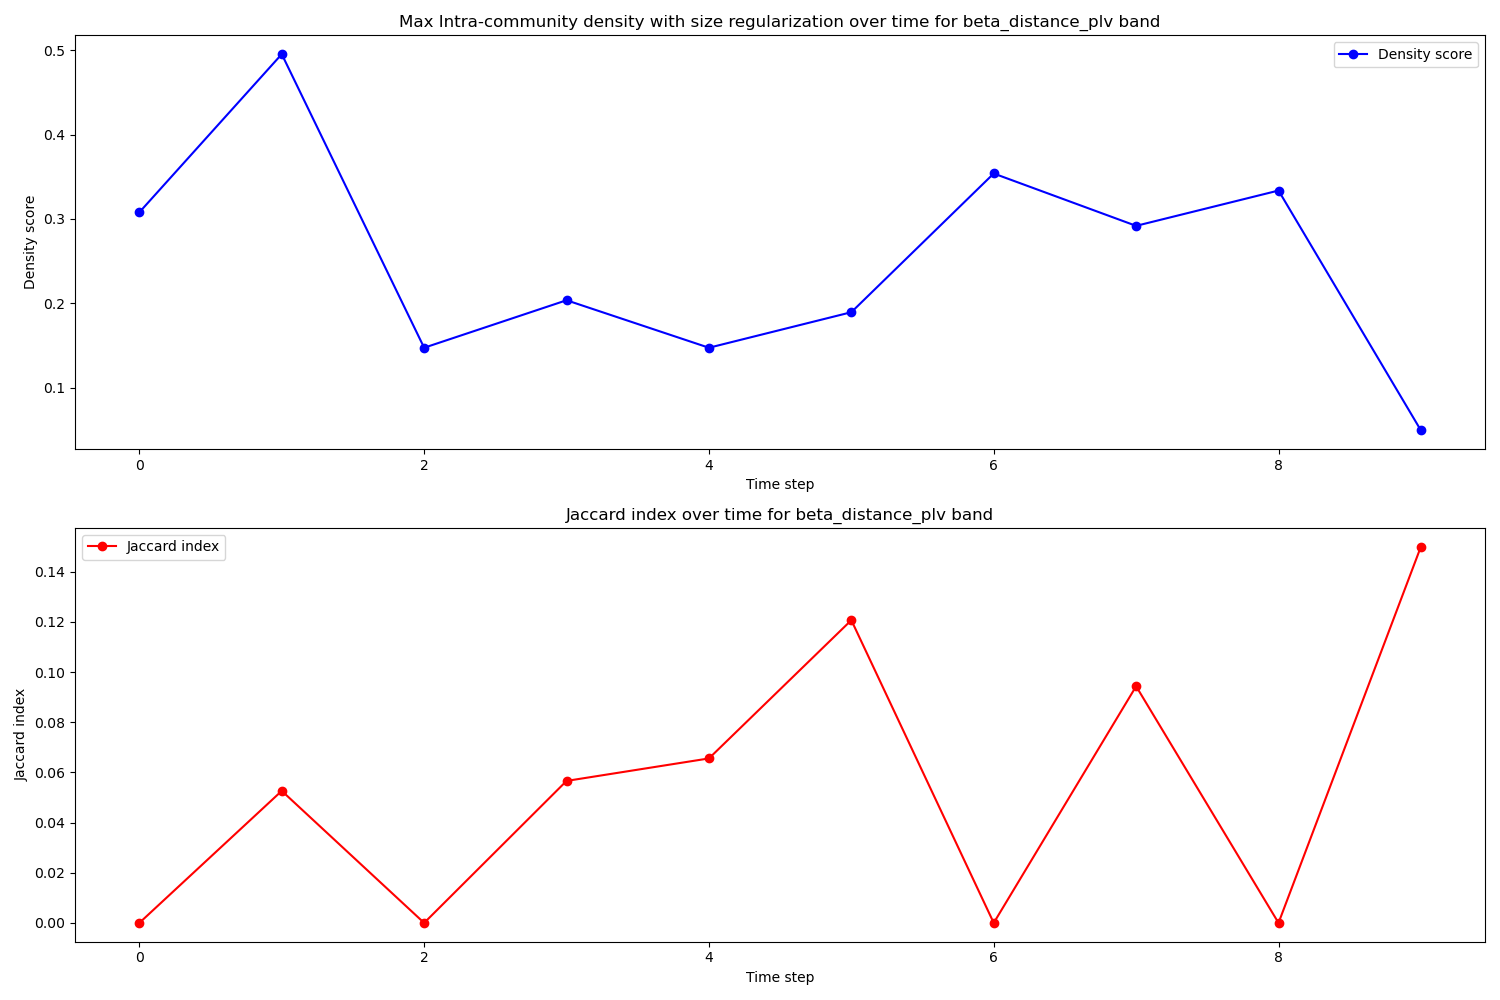 Max Intra-community density with size regularization over time for beta_distance_plv band
Density score
0.5
0.4
0.3
0.2
0.1
Density score
0 2 4 6 8
Time step
Jaccard index over time for beta_distance_plv band
Jaccard index
0.14
0.12
0.10
0.08
0.06
0.04
0.02
0.00
Jaccard index
0 2 4 6 8
Time step